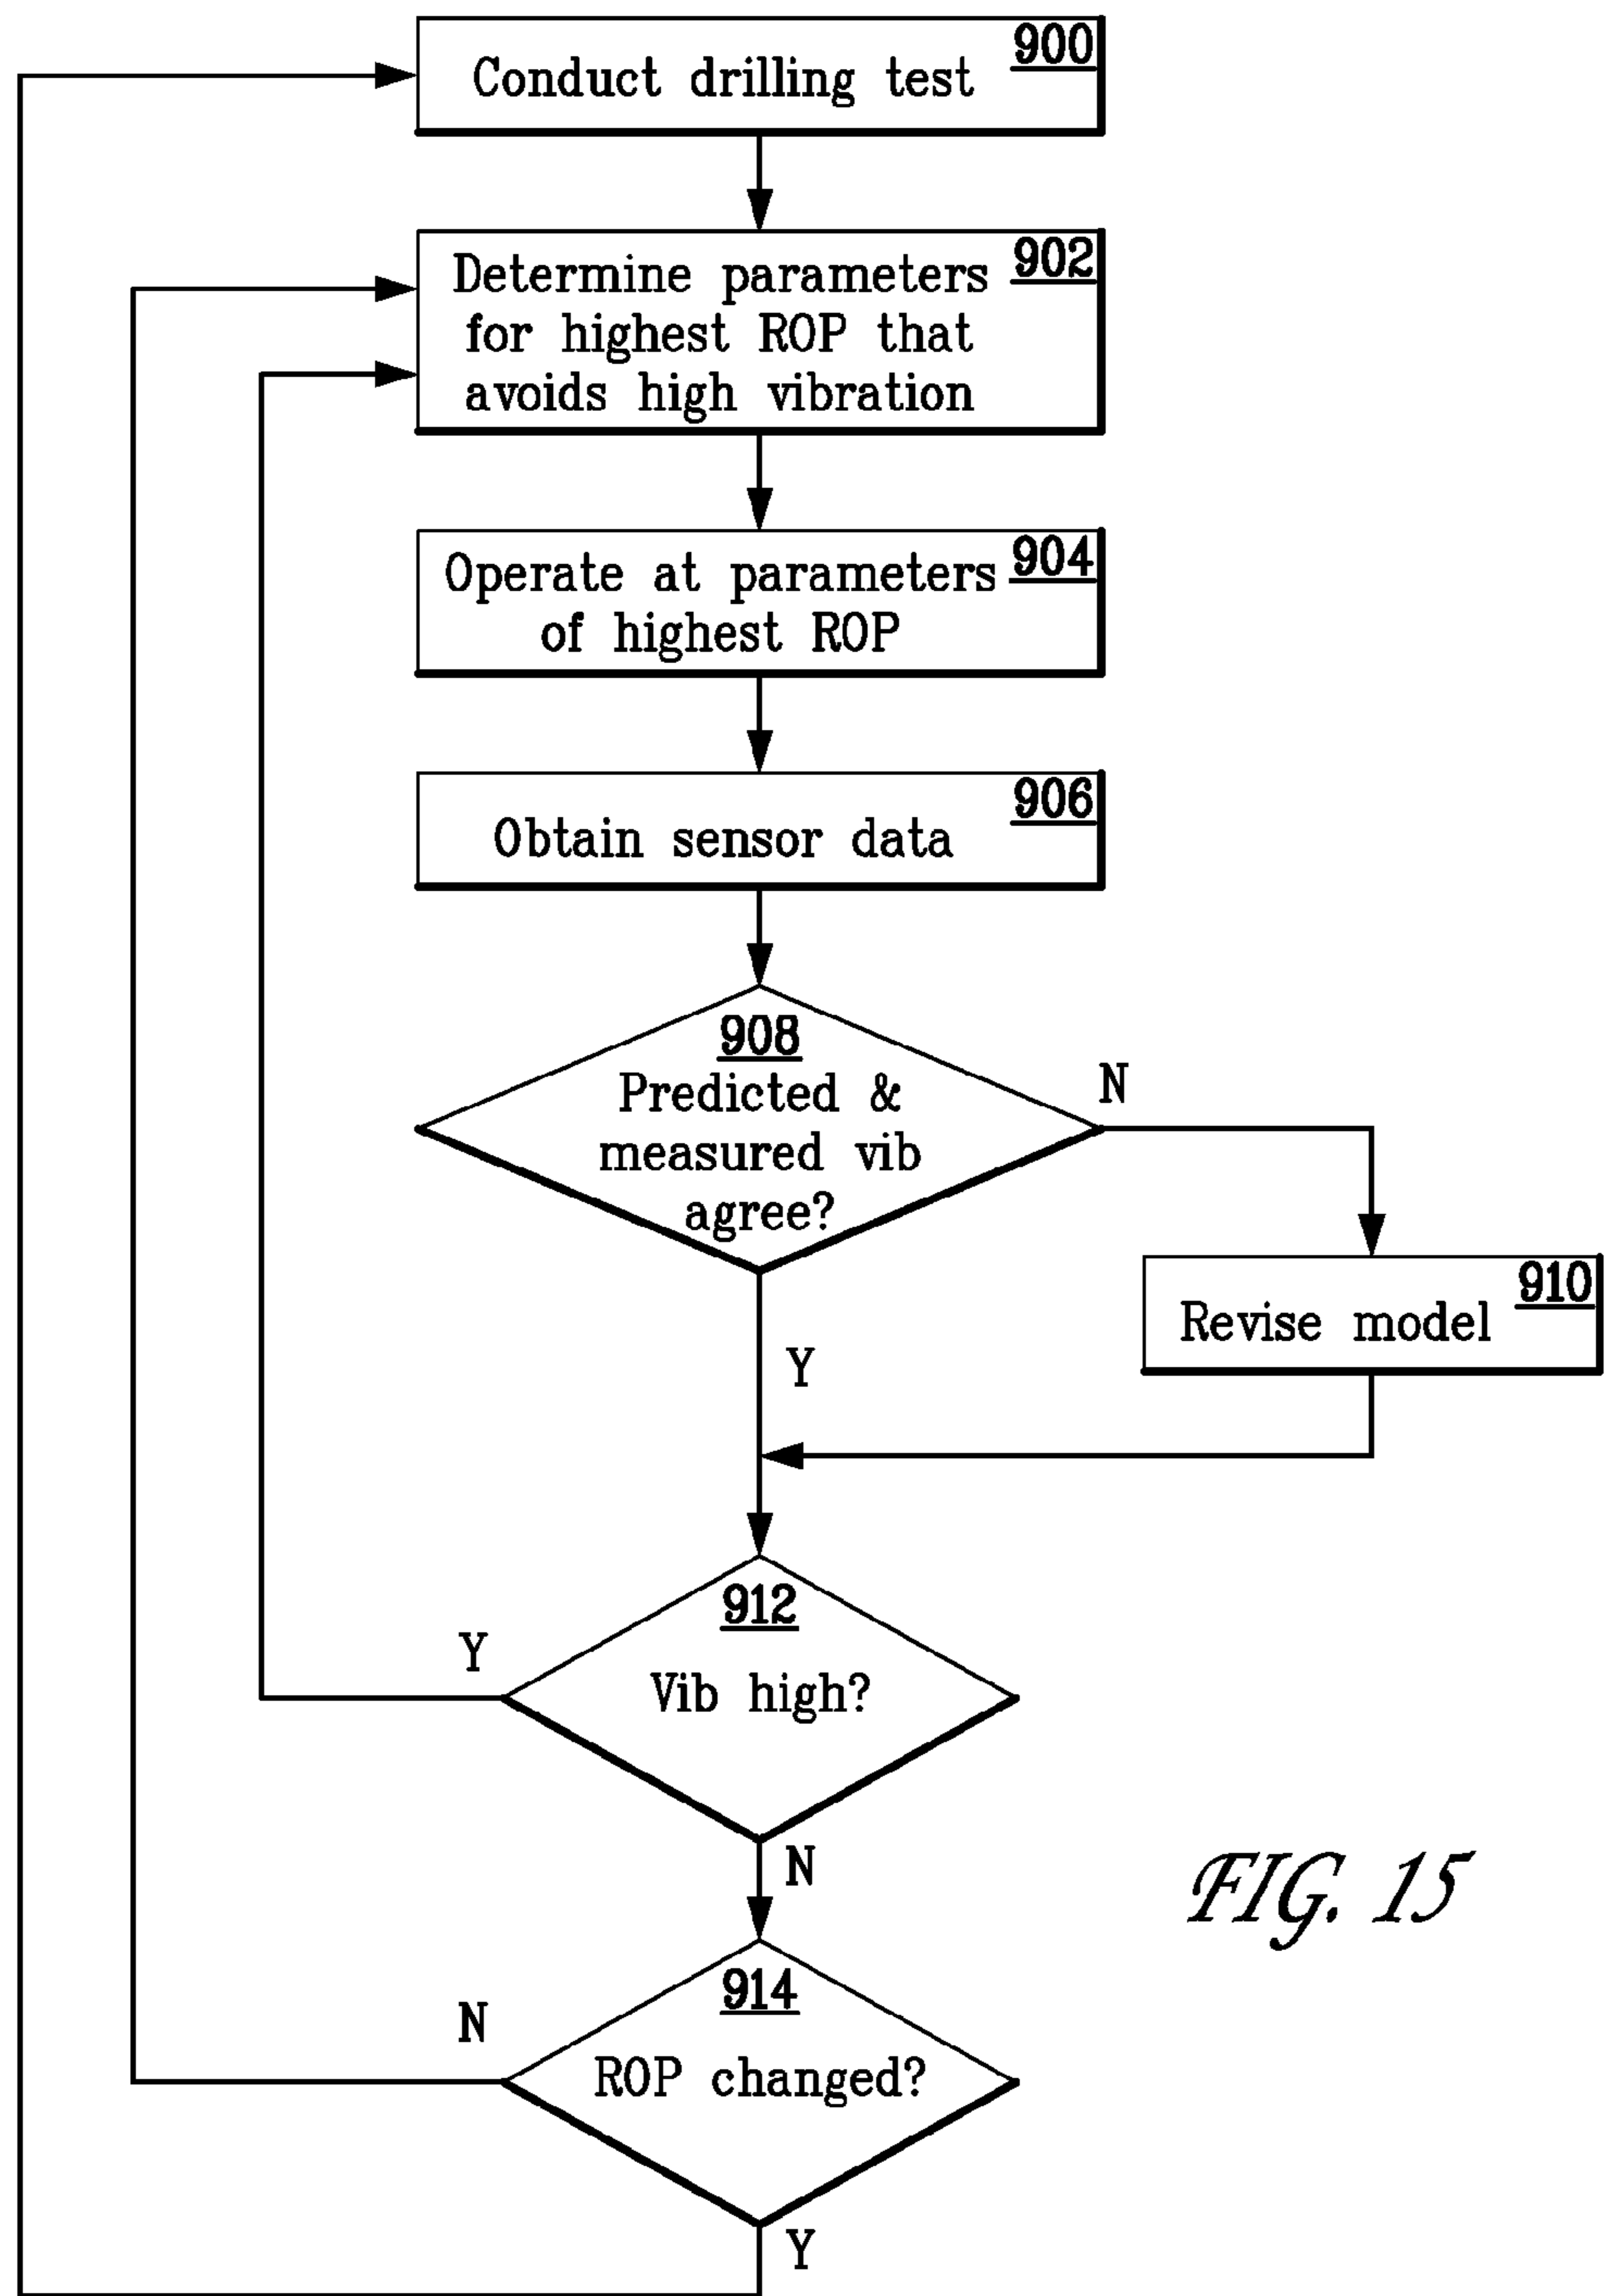 900
Conduct drilling test
902
Determine parameters
for highest ROP that
avoids high vibration
904
Operate at parameters
of highest ROP
906
Obtain sensor data
908
Predicted &
measured vib
agree?
N
910
Revise model
Y
912
Vib high?
Y
N
914
ROP changed?
N
Y
FIG. 15